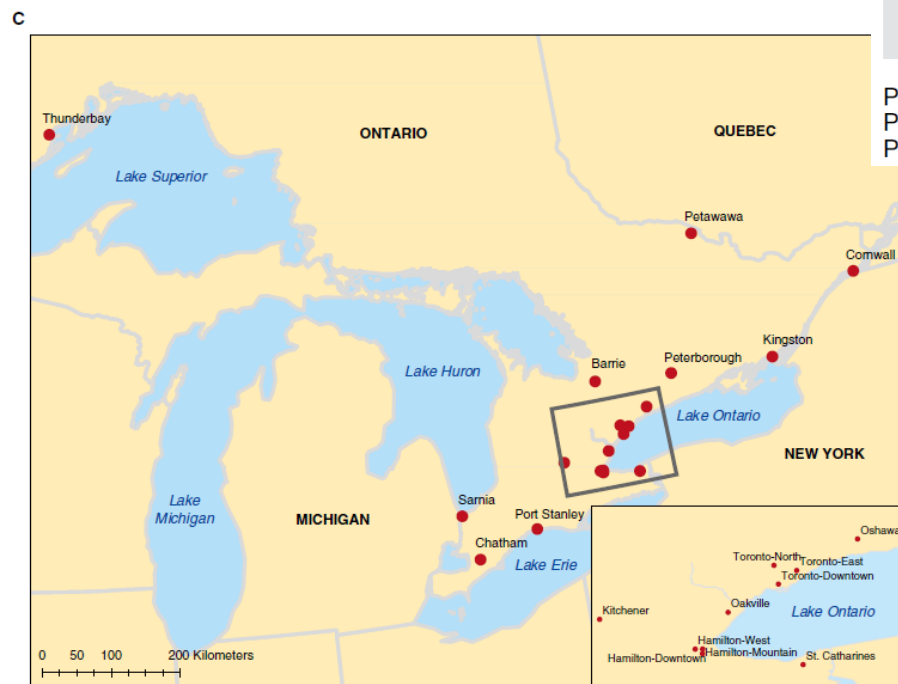 C
P
P
P
Thunderbay
ONTARIO
QUEBEC
Lake Superior
Petawawa
Cornwall
Kingston
Barrie
Peterborough
Lake Huron
Lake Ontario
NEW YORK
Lake
Michigan
MICHIGAN
Sarnia
Port Stanley
Chatham
Lake Erie
0 50 100 200 Kilometers
Oshawa
Toronto-North
Toronto-East
Toronto-Downtown
Kitchener
Oakville
Lake Ontario
Hamilton-West
Hamilton-Downtown
Hamilton-Mountain
St. Catharines